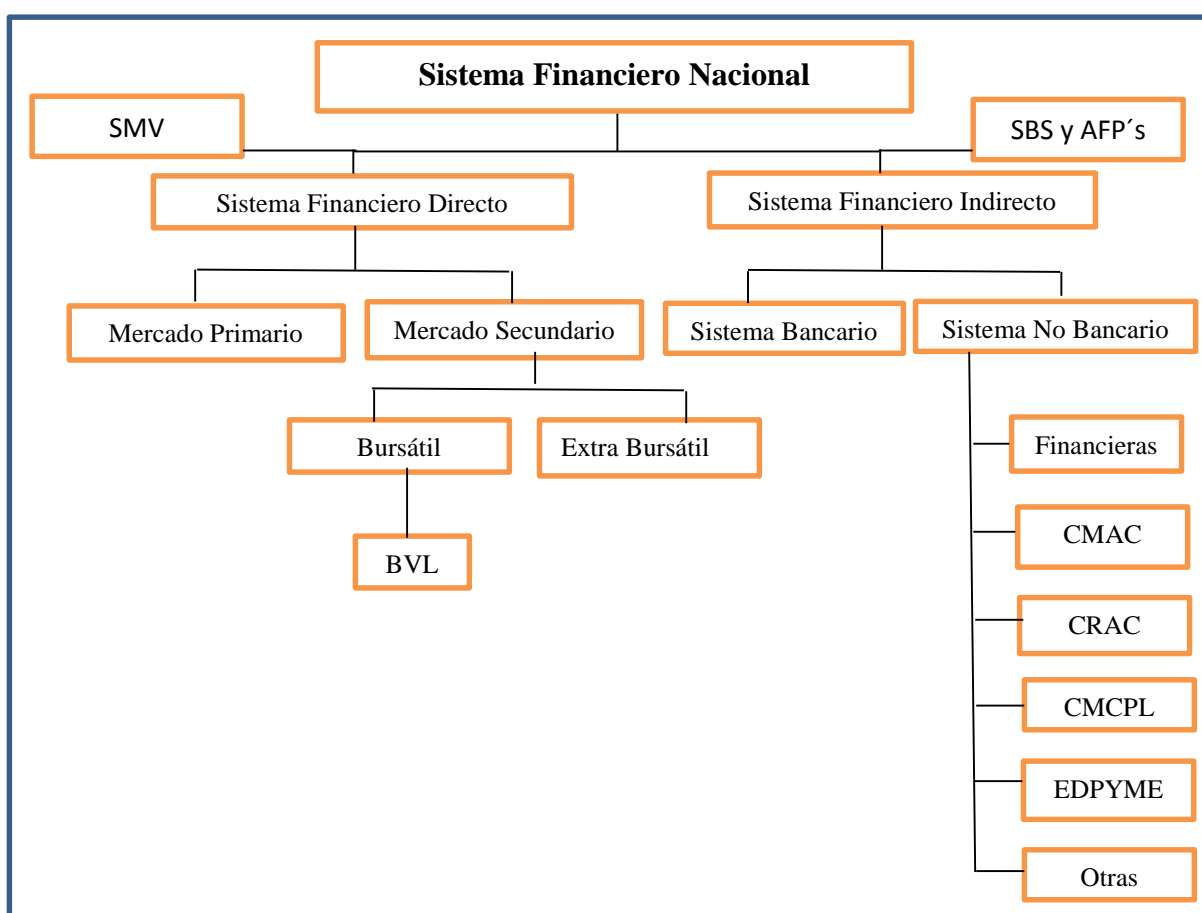 Sistema Financiero Nacional
SMV
SBS y AFP´s
Sistema Financiero Directo
Sistema Financiero Indirecto
Mercado Primario
Mercado Secundario
Sistema Bancario
Sistema No Bancario
Bursátil
Extra Bursátil
BVL
Financieras
CMAC
CRAC
CMCPL
EDPYME
Otras